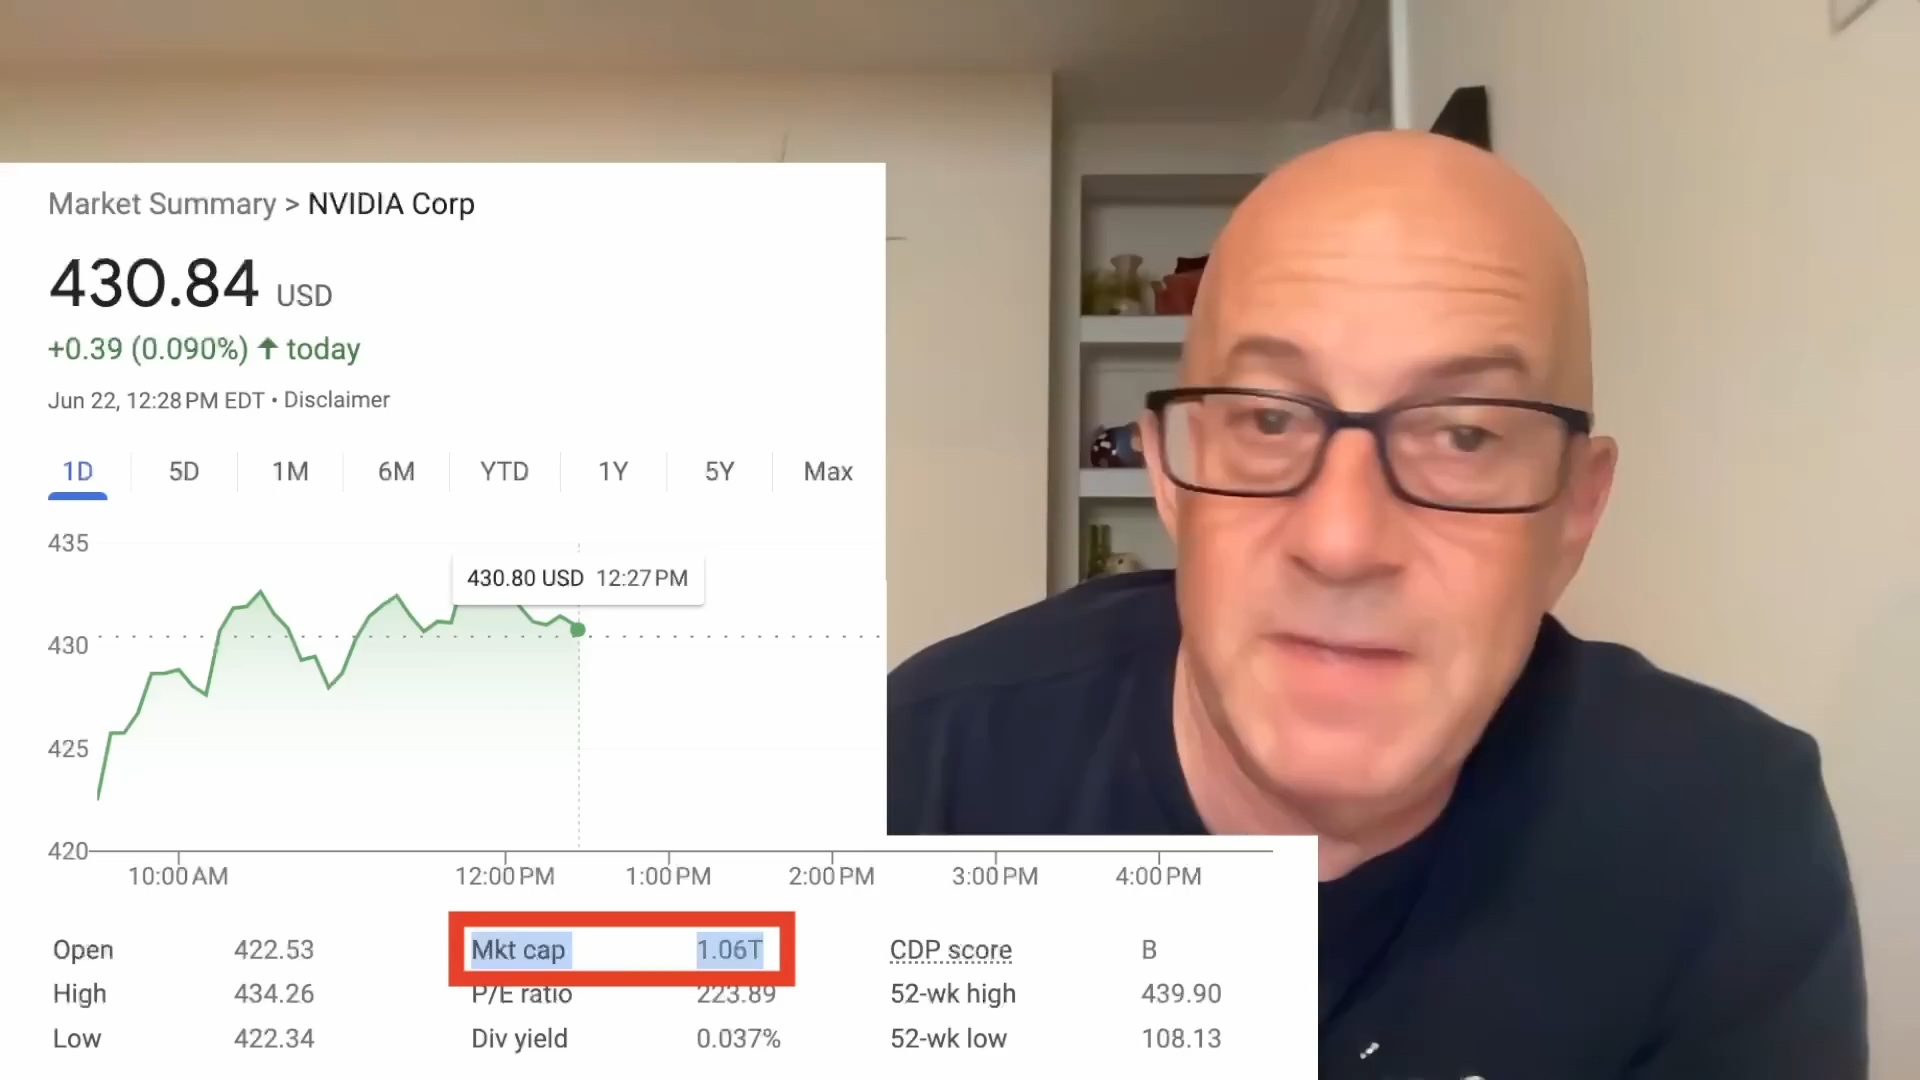 Market Summary > NVIDIA Corp
430.84 USD
+0.39 (0.090%) ↑ today
Jun 22, 12:28 PM EDT • Disclaimer
1D 5D 1M 6M YTD 1Y 5Y Max
435
430.80 USD 12:27 PM
430
425
420
10:00 AM 12:00 PM 1:00 PM 2:00 PM 3:00 PM 4:00 PM
Open 422.53 Mkt cap 1.06T CDP score B
High 434.26 P/E ratio 223.89 52-wk high 439.90
Low 422.34 Div yield 0.037% 52-wk low 108.13